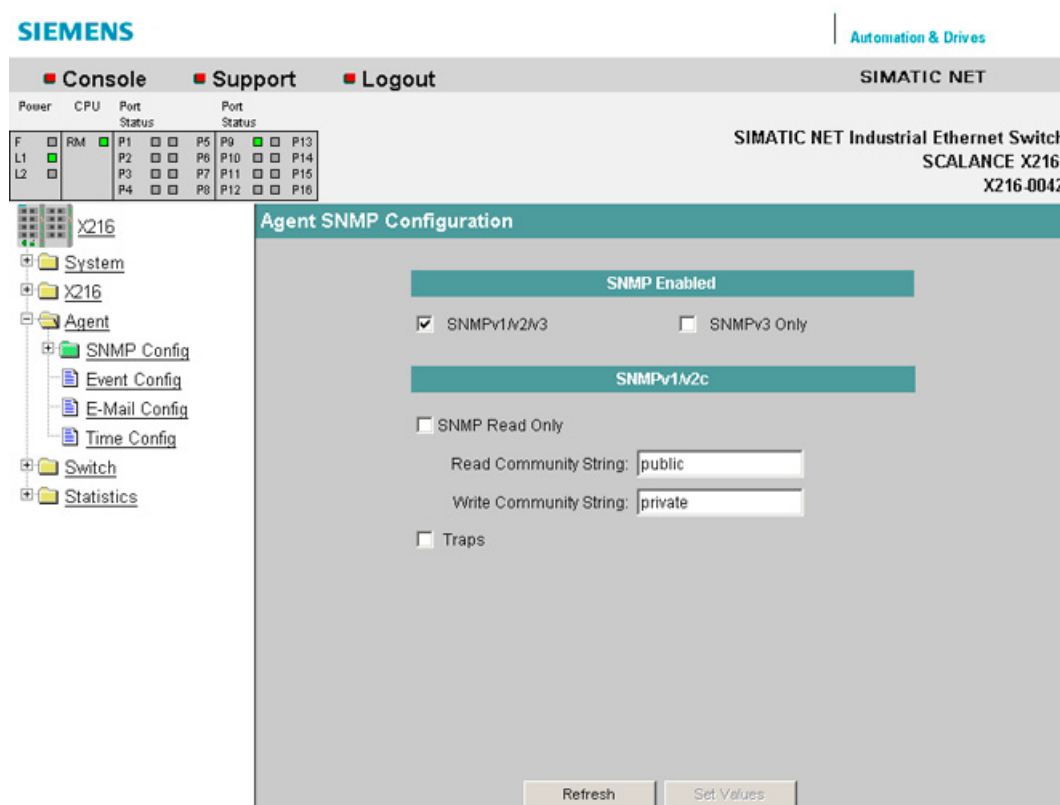 SIEMENS
Automation & Drives
Console Support Logout SIMATIC NET
Power CPU Port Status Port Status
F RM P1 P5 P9 P13
L1 P2 P6 P10 P14
L2 P3 P7 P11 P15
P4 P8 P12 P16
SIMATIC NET Industrial Ethernet Switch
SCALANCE X216
X216-0042
X216
System
X216
Agent
SNMP Config
Event Config
E-Mail Config
Time Config
Switch
Statistics
Agent SNMP Configuration
SNMP Enabled
SNMPv1/v2/v3 SNMPv3 Only
SNMPv1/v2c
SNMP Read Only
Read Community String: public
Write Community String: private
Traps
Refresh Set Values